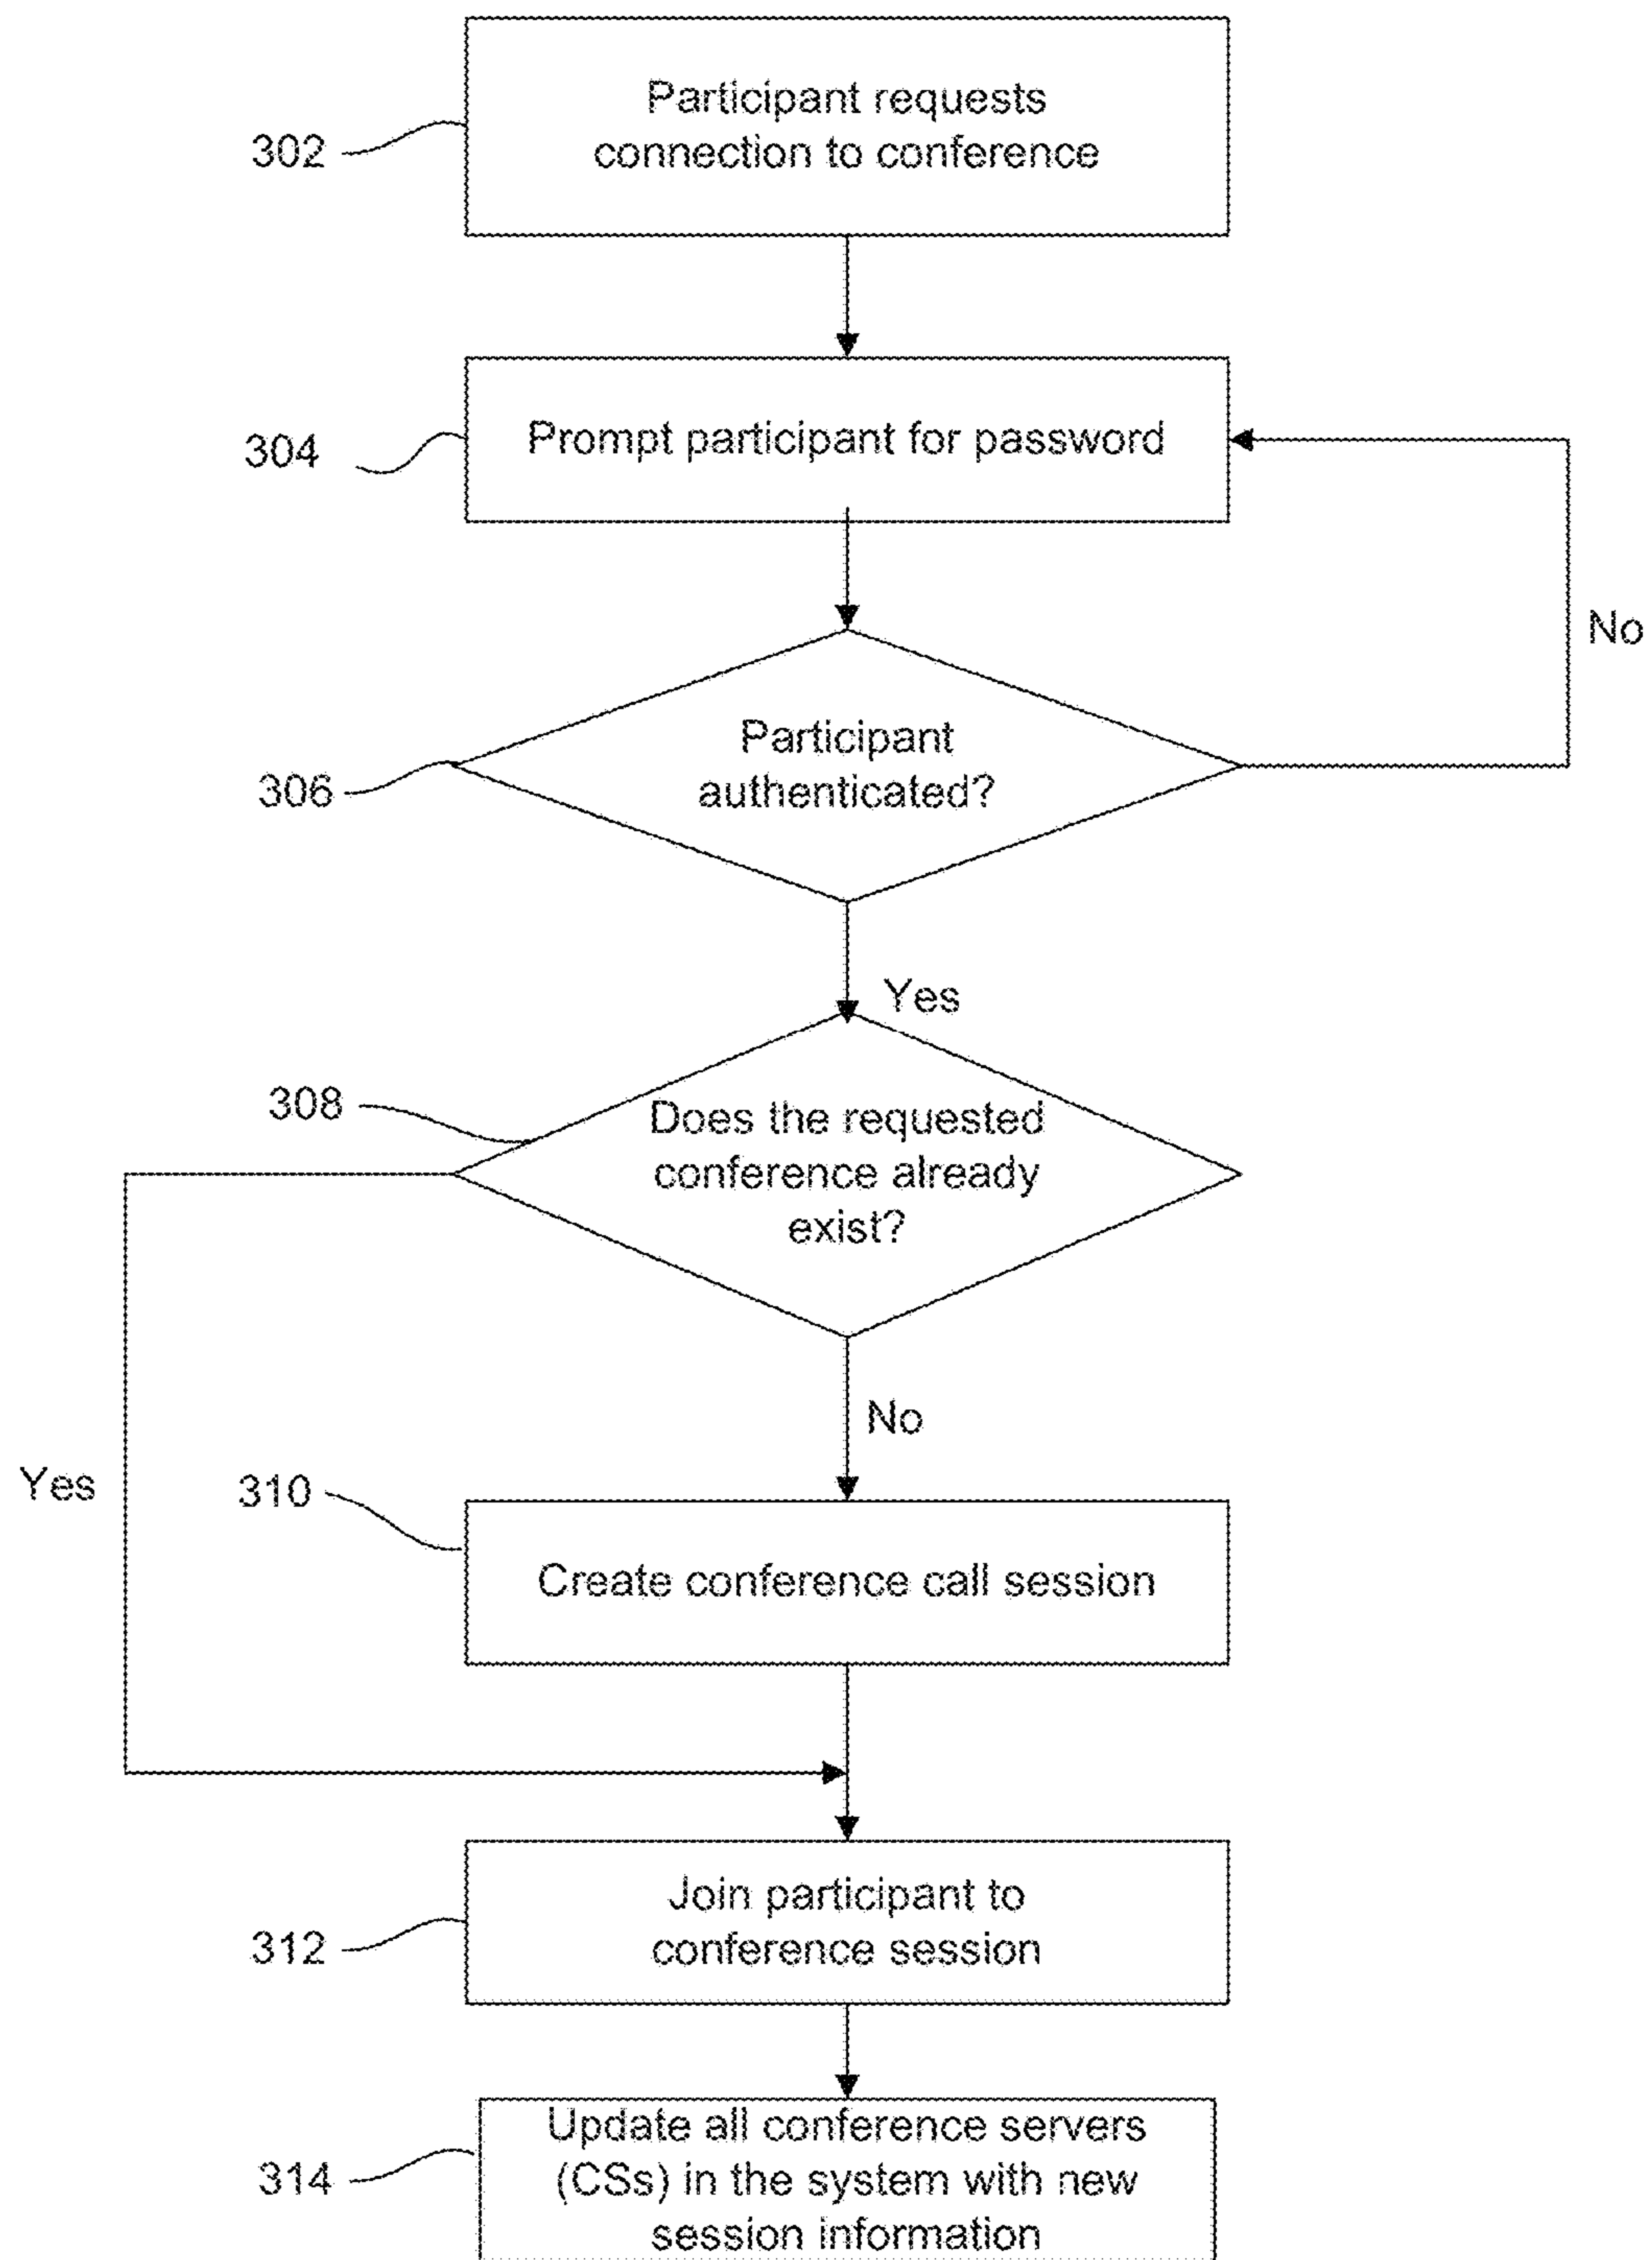 Participant requests
connection to conference
302
Prompt participant for password
304
No
Participant
authenticated?
306
Yes
308
Does the requested
conference already
exist?
No
Yes
310
Create conference call session
Join participant to
conference session
312
Update all conference servers
(CSs) in the system with new
session information
314